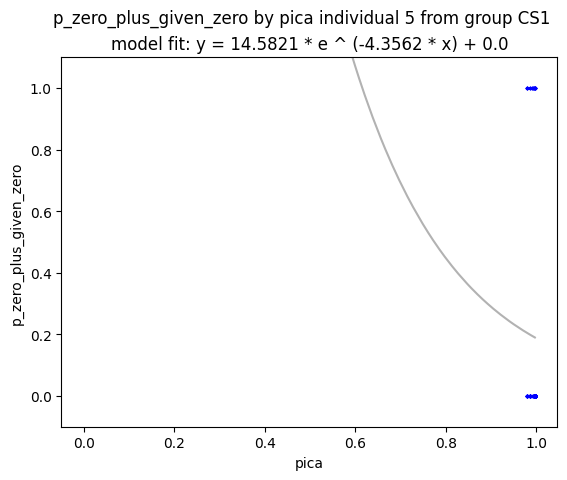 p_zero_plus_given_zero by pica individual 5 from group CS1
model fit: y = 14.5821 * e ^ (-4.3562 * x) + 0.0
1.0
0.8
0.6
0.4
0.2
0.0
p_zero_plus_given_zero
0.0 0.2 0.4 0.6 0.8 1.0
pica